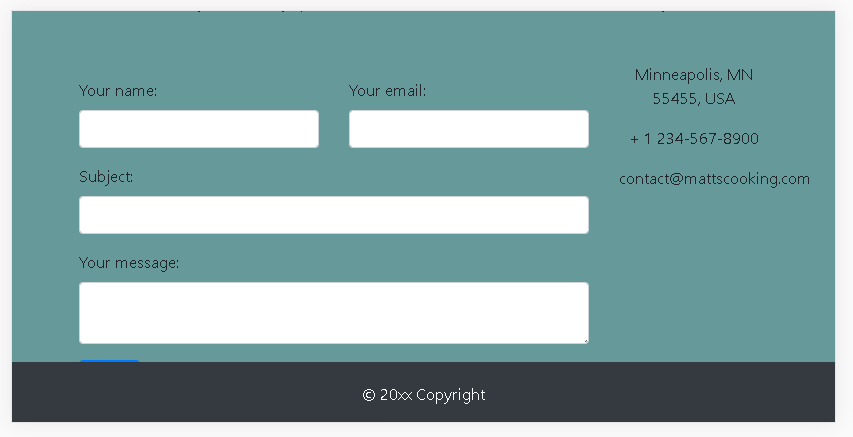 Your name:
Your email:
Subject:
Your message:
Minneapolis, MN
55455, USA
+ 1 234-567-8900
contact@mattscooking.com
© 20xx Copyright